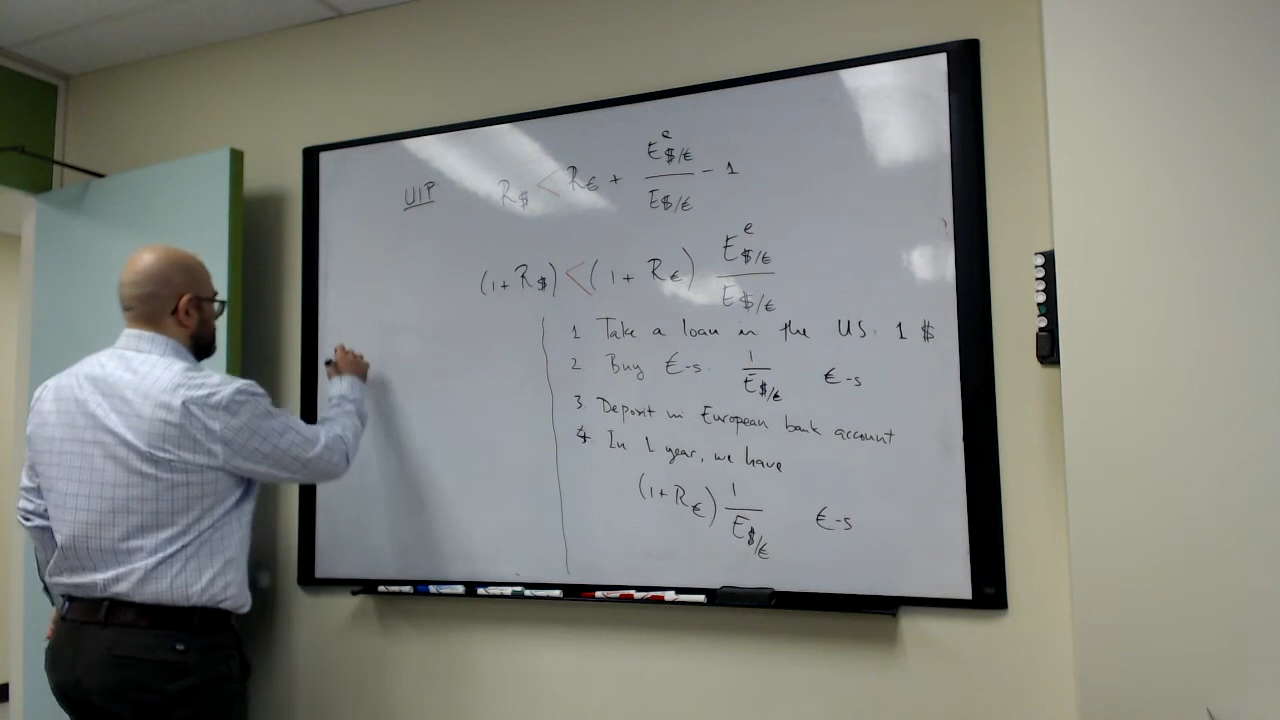 UIP R$ < R€ + E^e$/€ / E$/€ - 1
(1+R$) < (1+R€) E^e$/€ / E$/€
1 Take a loan in the US. 1 $
2 Buy €-s. 1/E$/€ €-s
3 Deposit in European bank account
4 In 1 year, we have
(1+R€) 1/E$/€ €-s